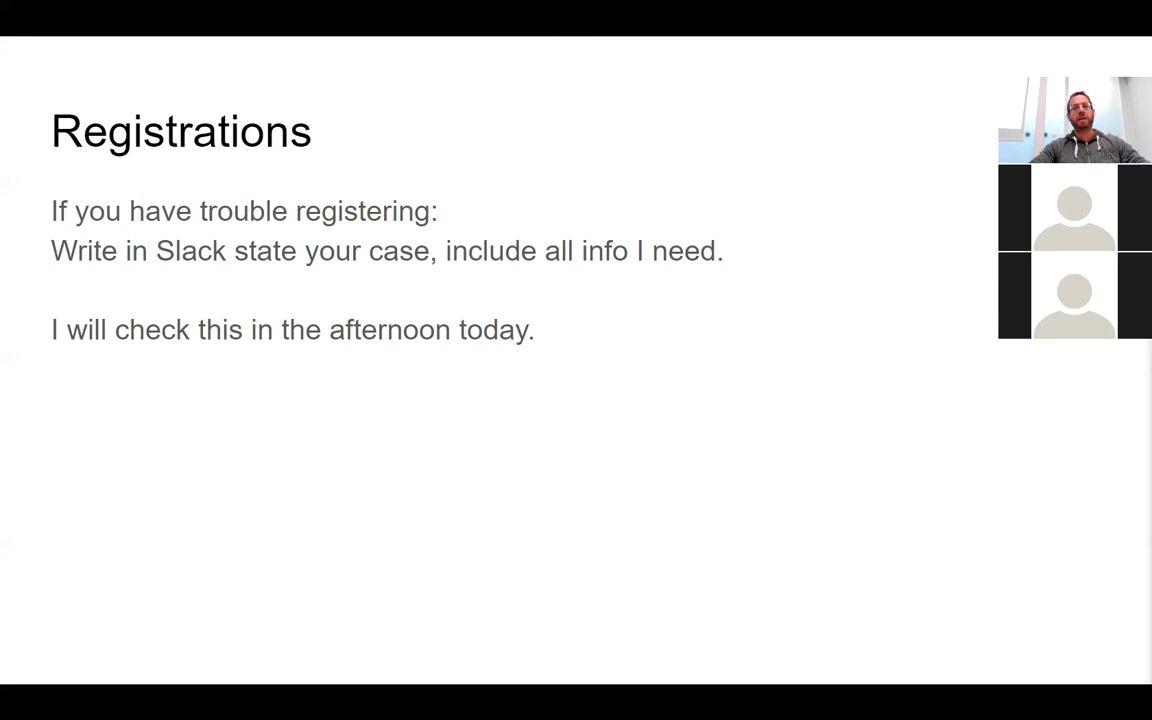 Registrations
If you have trouble registering:
Write in Slack state your case, include all info I need.
I will check this in the afternoon today.